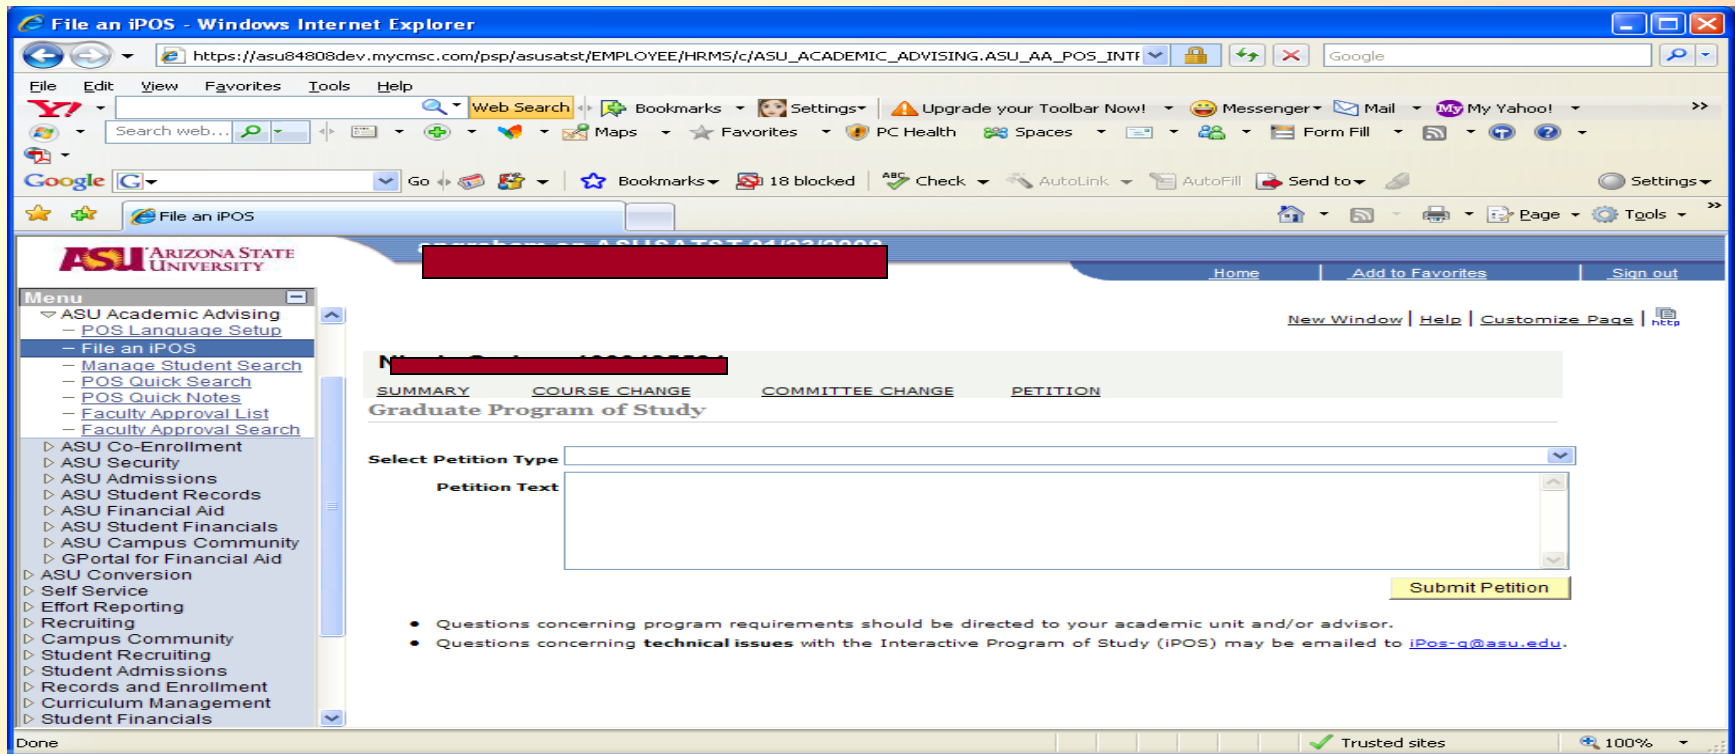 File an iPOS - Windows Internet Explorer
https://asu84808dev.mycmsc.com/psp/asusatst/EMPLOYEE/HRMS/c/ASU_ACADEMIC_ADVISING.ASU_AA_POS_INTF
Google
File Edit View Favorites Tools Help
Y! Web Search Bookmarks Settings Upgrade your Toolbar Now! Messenger Mail My My Yahoo! >>
Search web... Maps Favorites PC Health Spaces Form Fill
Google G Go Bookmarks 18 blocked ABC Check AutoLink AutoFill Send to Settings
File an iPOS Page Tools >>
ASU ARIZONA STATE
UNIVERSITY
Home Add to Favorites Sign out
Menu
ASU Academic Advising
– POS Language Setup
– File an iPOS
– Manage Student Search
– POS Quick Search
– POS Quick Notes
– Faculty Approval List
– Faculty Approval Search
ASU Co-Enrollment
ASU Security
ASU Admissions
ASU Student Records
ASU Financial Aid
ASU Student Financials
ASU Campus Community
GPortal for Financial Aid
ASU Conversion
Self Service
Effort Reporting
Recruiting
Campus Community
Student Recruiting
Student Admissions
Records and Enrollment
Curriculum Management
Student Financials
New Window | Help | Customize Page | http
SUMMARY COURSE CHANGE COMMITTEE CHANGE PETITION
Graduate Program of Study
Select Petition Type
Petition Text
Submit Petition
• Questions concerning program requirements should be directed to your academic unit and/or advisor.
• Questions concerning technical issues with the Interactive Program of Study (iPOS) may be emailed to iPos-q@asu.edu.
Done Trusted sites 100%